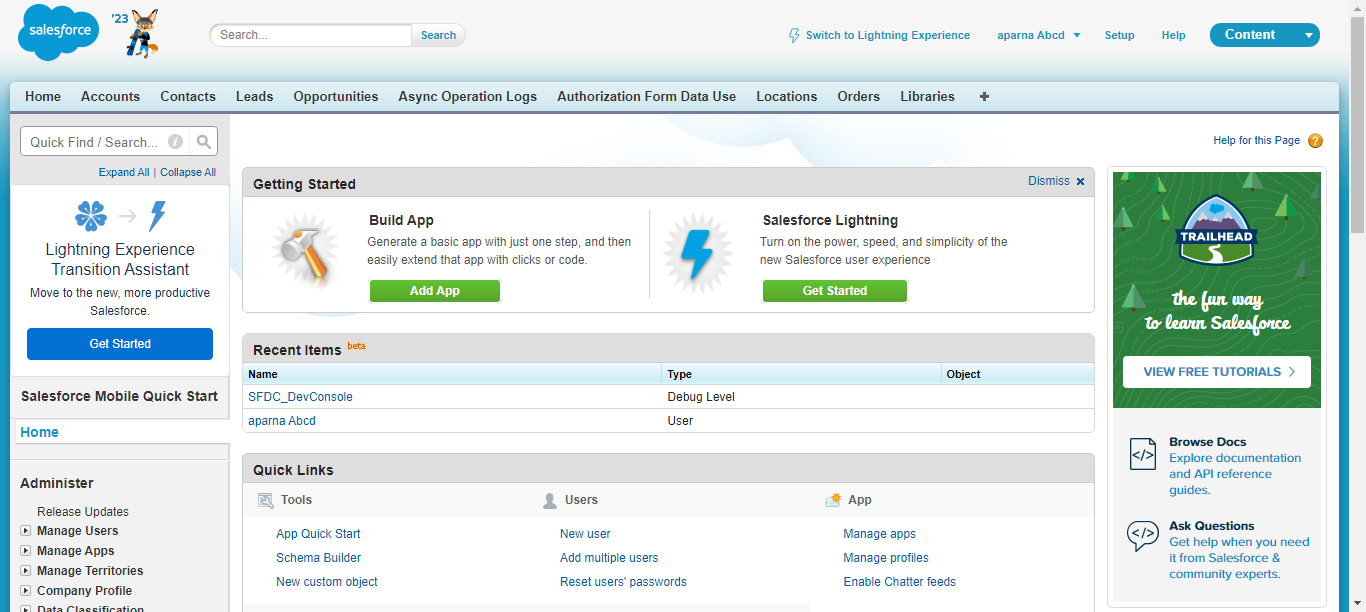 salesforce
'23
Search...
Search
Switch to Lightning Experience
aparna Abcd
Setup
Help
Content
Home
Accounts
Contacts
Leads
Opportunities
Async Operation Logs
Authorization Form Data Use
Locations
Orders
Libraries
+
Quick Find / Search...
Expand All | Collapse All
Lightning Experience
Transition Assistant
Move to the new, more productive
Salesforce.
Get Started
Salesforce Mobile Quick Start
Home
Administer
Release Updates
Manage Users
Manage Apps
Manage Territories
Company Profile
Data Classification
Help for this Page ?
Getting Started
Dismiss x
Build App
Generate a basic app with just one step, and then
easily extend that app with clicks or code.
Add App
Salesforce Lightning
Turn on the power, speed, and simplicity of the
new Salesforce user experience
Get Started
Recent Items beta
Name Type Object
SFDC_DevConsole Debug Level
aparna Abcd User
Quick Links
Tools
Users
App
App Quick Start
New user
Manage apps
Schema Builder
Add multiple users
Manage profiles
New custom object
Reset users' passwords
Enable Chatter feeds
TRAILHEAD
the fun way
to learn Salesforce
VIEW FREE TUTORIALS >
</>
Browse Docs
Explore documentation
and API reference
guides.
</>
Ask Questions
Get help when you need
it from Salesforce &
community experts.